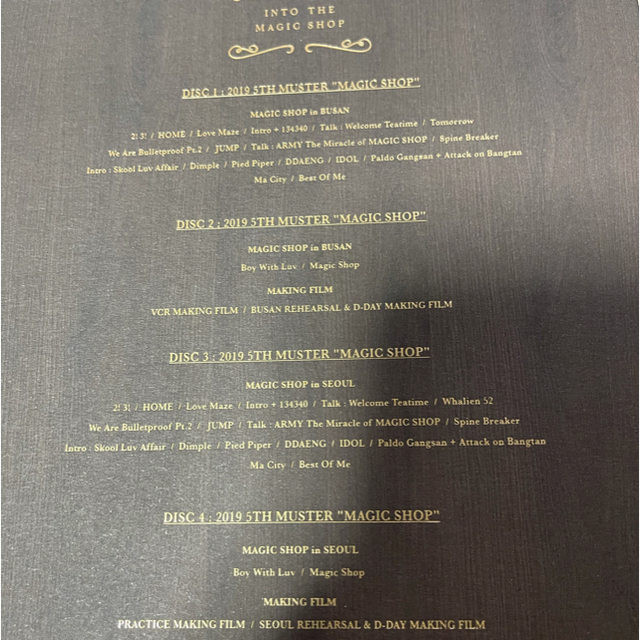 INTO THE
MAGIC SHOP
DISC 1 : 2019 5TH MUSTER "MAGIC SHOP"
MAGIC SHOP in BUSAN
2! 3! / HOME / Love Maze / Intro + 134340 / Talk : Welcome Teatime / Tomorrow
We Are Bulletproof Pt.2 / JUMP / Talk : ARMY The Miracle of MAGIC SHOP / Spine Breaker
Intro : Skool Luv Affair / Dimple / Pied Piper / DDAENG / IDOL / Paldo Gangsan + Attack on Bangtan
Ma City / Best Of Me
DISC 2 : 2019 5TH MUSTER "MAGIC SHOP"
MAGIC SHOP in BUSAN
Boy With Luv / Magic Shop
MAKING FILM
VCR MAKING FILM / BUSAN REHEARSAL & D-DAY MAKING FILM
DISC 3 : 2019 5TH MUSTER "MAGIC SHOP"
MAGIC SHOP in SEOUL
2! 3! / HOME / Love Maze / Intro + 134340 / Talk : Welcome Teatime / Whalien 52
We Are Bulletproof Pt.2 / JUMP / Talk : ARMY The Miracle of MAGIC SHOP / Spine Breaker
Intro : Skool Luv Affair / Dimple / Pied Piper / DDAENG / IDOL / Paldo Gangsan + Attack on Bangtan
Ma City / Best Of Me
DISC 4 : 2019 5TH MUSTER "MAGIC SHOP"
MAGIC SHOP in SEOUL
Boy With Luv / Magic Shop
MAKING FILM
PRACTICE MAKING FILM / SEOUL REHEARSAL & D-DAY MAKING FILM